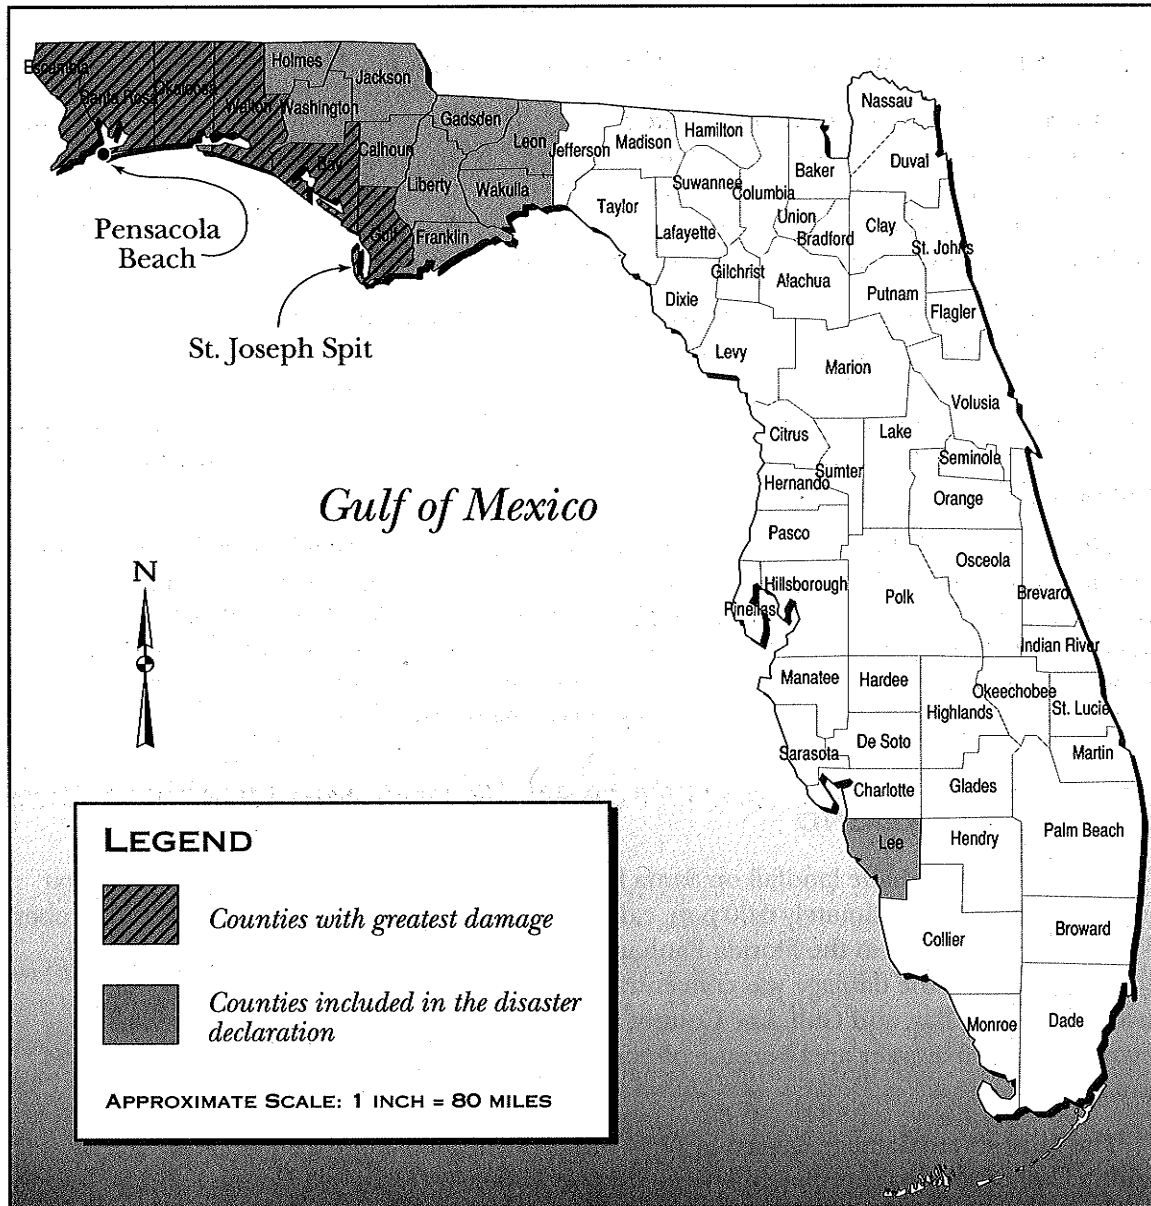 Holmes
Jackson
Escambia
Santa Rosa
Okaloosa
Walton
Washington
Nassau
Gadsden
Leon
Hamilton
Madison
Jefferson
Bay
Calhoun
Duval
Baker
Liberty
Wakulla
Suwannee
Columbia
Taylor
Union
Clay
Lafayette
Bradford
Gulf
Franklin
St. Johns
Pensacola
Beach
Gilchrist
Alachua
Putnam
Dixie
Flagler
St. Joseph Spit
Levy
Marion
Volusia
Citrus
Lake
Seminole
Sumter
Hernando
Orange
Gulf of Mexico
Pasco
Osceola
N
Hillsborough
Polk
Brevard
Pinellas
Indian River
Manatee
Hardee
Okeechobee
Highlands
St. Lucie
De Soto
Sarasota
Martin
Charlotte
Glades
Palm Beach
Lee
Hendry
LEGEND
Counties with greatest damage
Counties included in the disaster
declaration
APPROXIMATE SCALE: 1 INCH = 80 MILES
Collier
Broward
Monroe
Dade